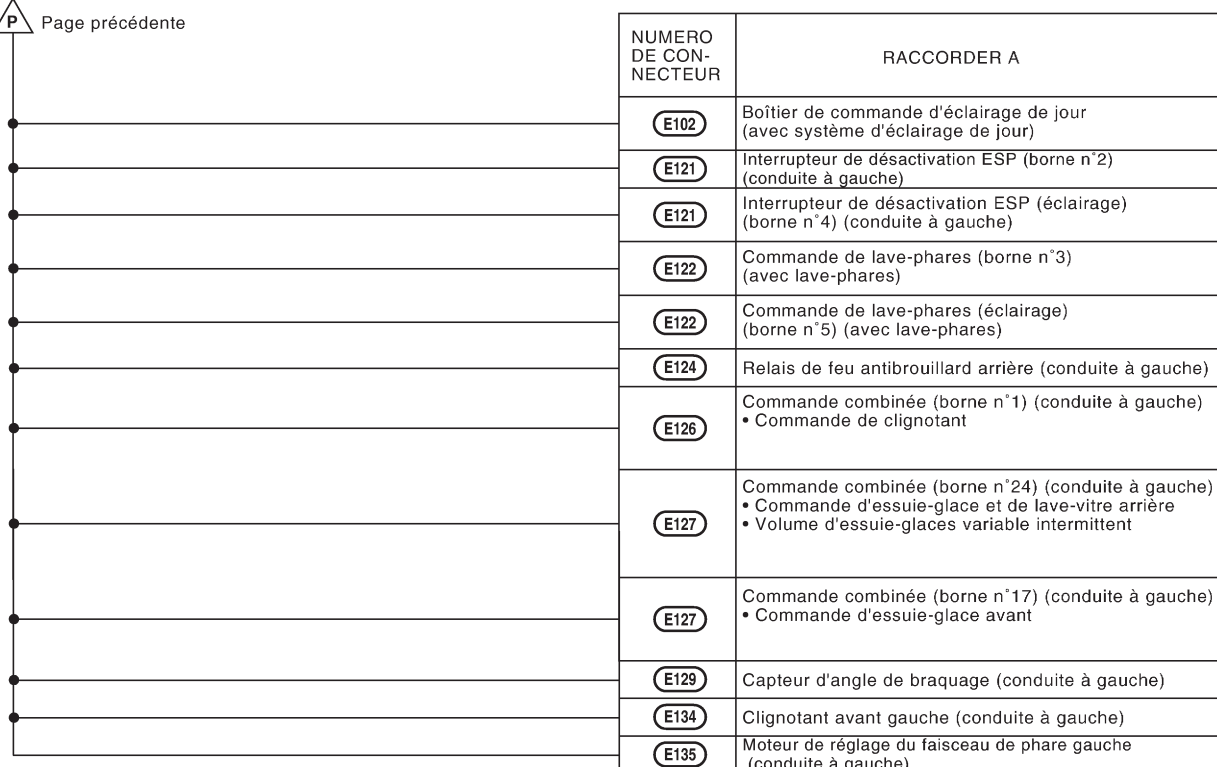 P Page précédente
NUMERO
DE CON-
NECTEUR
RACCORDER A
E102
Boîtier de commande d'éclairage de jour
(avec système d'éclairage de jour)
E121
Interrupteur de désactivation ESP (borne n°2)
(conduite à gauche)
E121
Interrupteur de désactivation ESP (éclairage)
(borne n°4) (conduite à gauche)
E122
Commande de lave-phares (borne n°3)
(avec lave-phares)
E122
Commande de lave-phares (éclairage)
(borne n°5) (avec lave-phares)
E124
Relais de feu antibrouillard arrière (conduite à gauche)
E126
Commande combinée (borne n°1) (conduite à gauche)
• Commande de clignotant
E127
Commande combinée (borne n°24) (conduite à gauche)
• Commande d'essuie-glace et de lave-vitre arrière
• Volume d'essuie-glaces variable intermittent
E127
Commande combinée (borne n°17) (conduite à gauche)
• Commande d'essuie-glace avant
E129
Capteur d'angle de braquage (conduite à gauche)
E134
Clignotant avant gauche (conduite à gauche)
E135
Moteur de réglage du faisceau de phare gauche
(conduite à gauche)